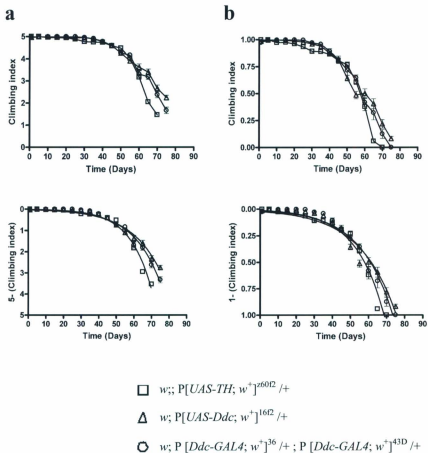 a
b
5
4
3
2
1
0
Climbing index
0 10 20 30 40 50 60 70 80 90
Time (Days)
1.00
0.75
0.50
0.25
0.00
Climbing index
0 10 20 30 40 50 60 70 80 90
Time (Days)
0
1
2
3
4
5
5- (Climbing index)
0 10 20 30 40 50 60 70 80 90
Time (Days)
0.00
0.25
0.50
0.75
1.00
1- (Climbing index)
0 10 20 30 40 50 60 70 80 90
Time (Days)
w;; P[UAS-TH; w⁺]ᶻ⁶⁰ᶠ² /+
w; P[UAS-Ddc; w⁺]¹⁶ᶠ² /+
w; P [Ddc-GAL4; w⁺]³⁶ /+ ; P [Ddc-GAL4; w⁺]⁴³ᴰ /+